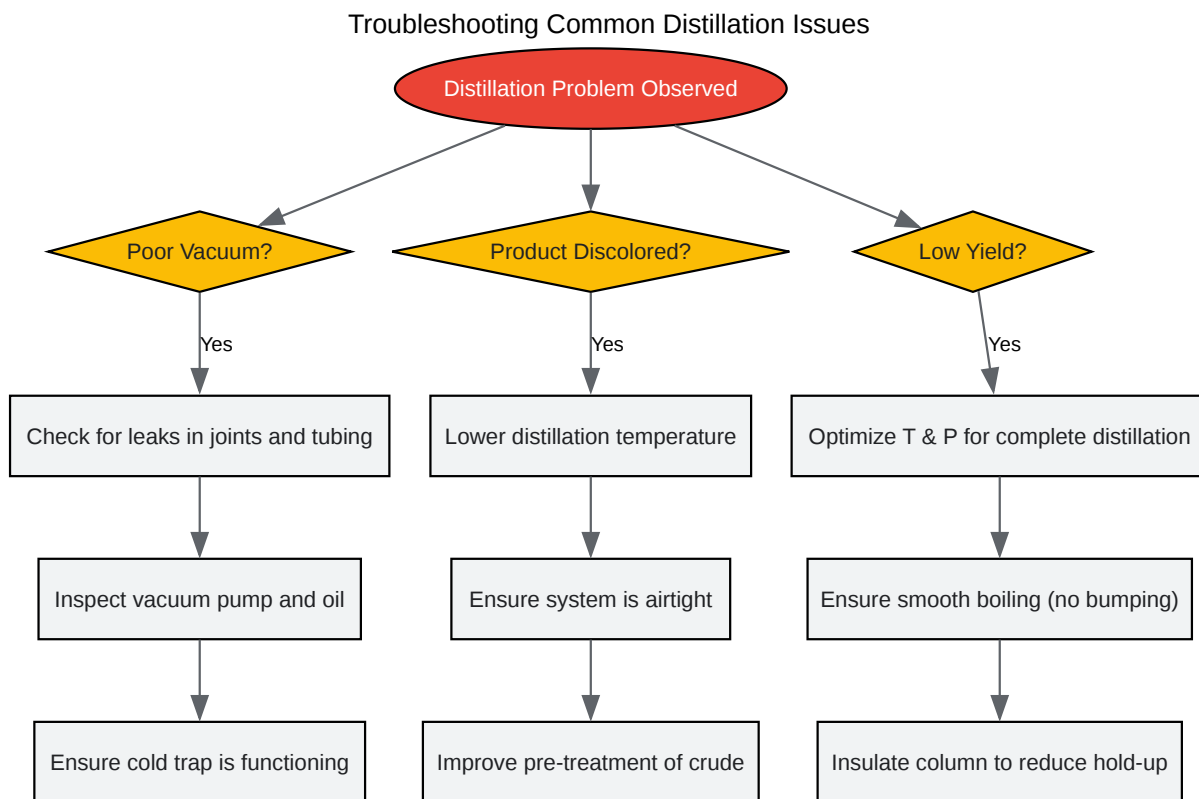 Troubleshooting Common Distillation Issues
Distillation Problem Observed
Poor Vacuum?
Product Discolored?
Low Yield?
Yes
Yes
Yes
Check for leaks in joints and tubing
Lower distillation temperature
Optimize T & P for complete distillation
Inspect vacuum pump and oil
Ensure system is airtight
Ensure smooth boiling (no bumping)
Ensure cold trap is functioning
Improve pre-treatment of crude
Insulate column to reduce hold-up